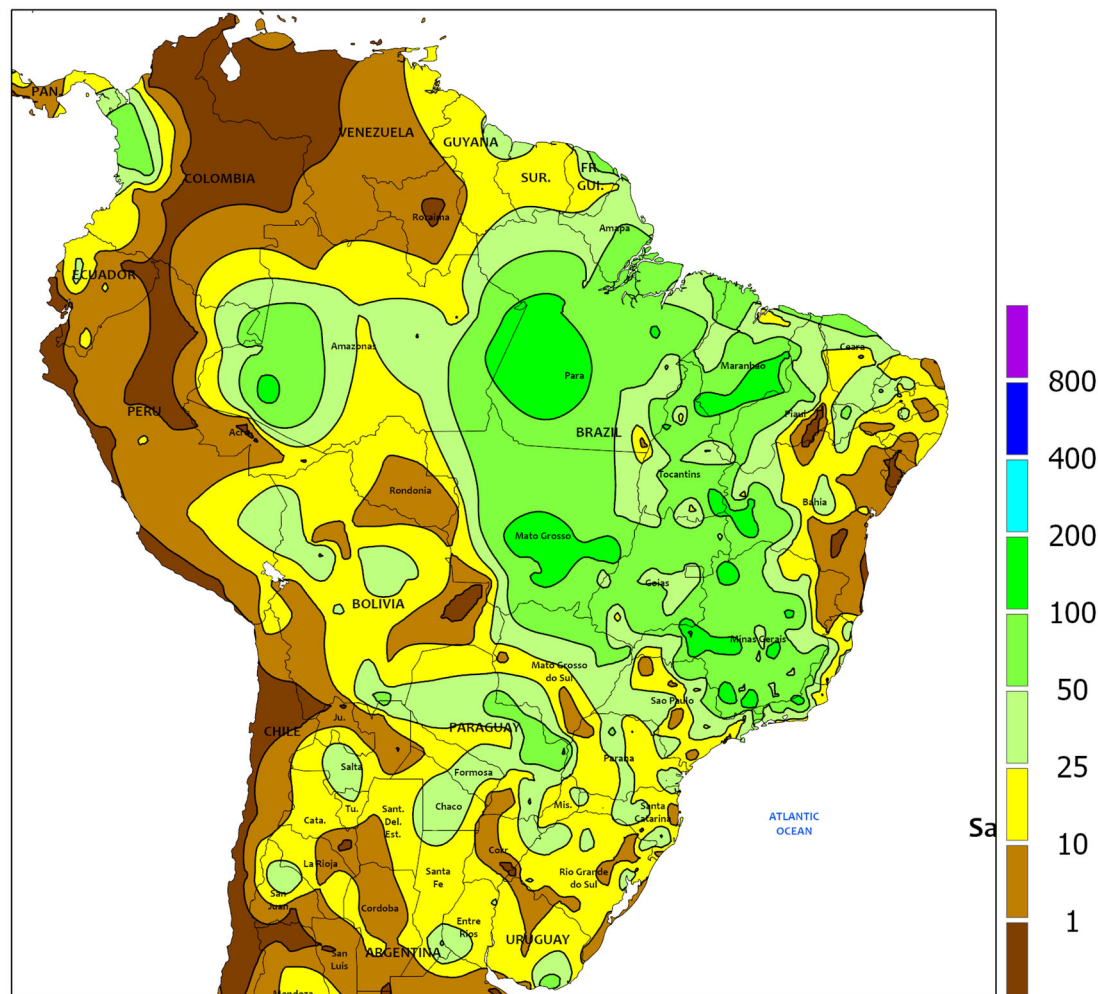 PAN.
VENEZUELA
GUYANA
COLOMBIA
SUR.
FR.
GUI.
Roraima
Amapa
ECUADOR
Amazonas
Ceara
Maranhao
Para
PERU
Piaui
Acre
BRAZIL
Tocantins
Rondonia
Bahia
Mato Grosso
Goias
BOLIVIA
Minas Gerais
Mato Grosso
do Sul
Sao Paulo
Ju.
CHILE
PARAGUAY
Parana
Salta
Formosa
Chaco
Mis.
Tu.
Sant.
Del.
Est.
Cata.
Santa
Catarina
ATLANTIC
OCEAN
Sa
Corr.
La Rioja
Santa
Fe
Rio Grande
do Sul
San
Juan
Cordoba
Entre
Rios
URUGUAY
ARGENTINA
San
Luis
Mendoza
800
400
200
100
50
25
10
1